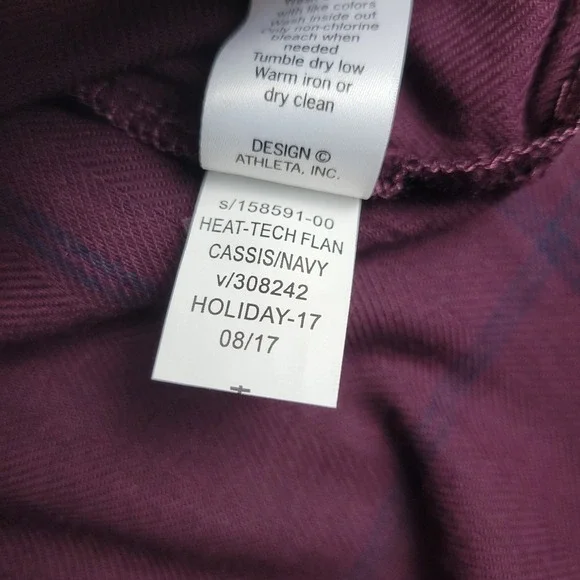 with like colors
Wash inside out
Only non-chlorine
bleach when
needed
Tumble dry low
Warm iron or
dry clean
DESIGN ©
ATHLETA, INC.
s/158591-00
HEAT-TECH FLAN
CASSIS/NAVY
v/308242
HOLIDAY-17
08/17